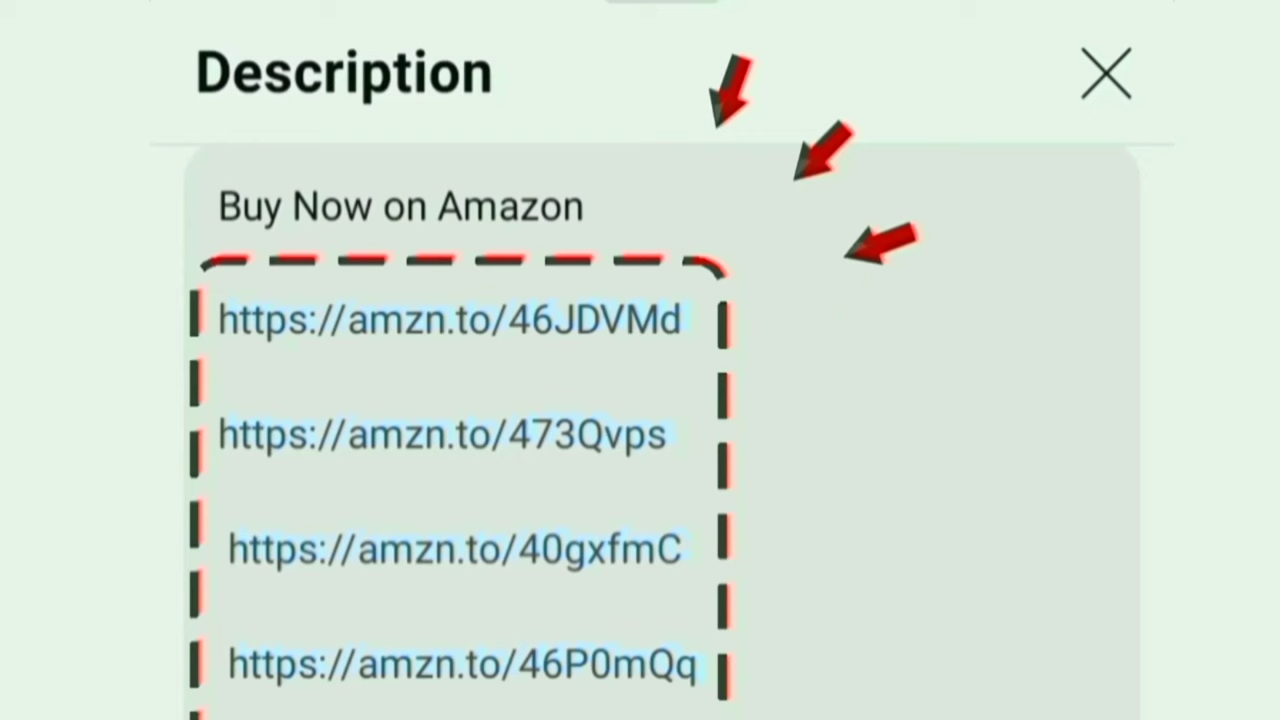 Description
Buy Now on Amazon
https://amzn.to/46JDVMd
https://amzn.to/473Qvps
https://amzn.to/40gxfmC
https://amzn.to/46P0mQq